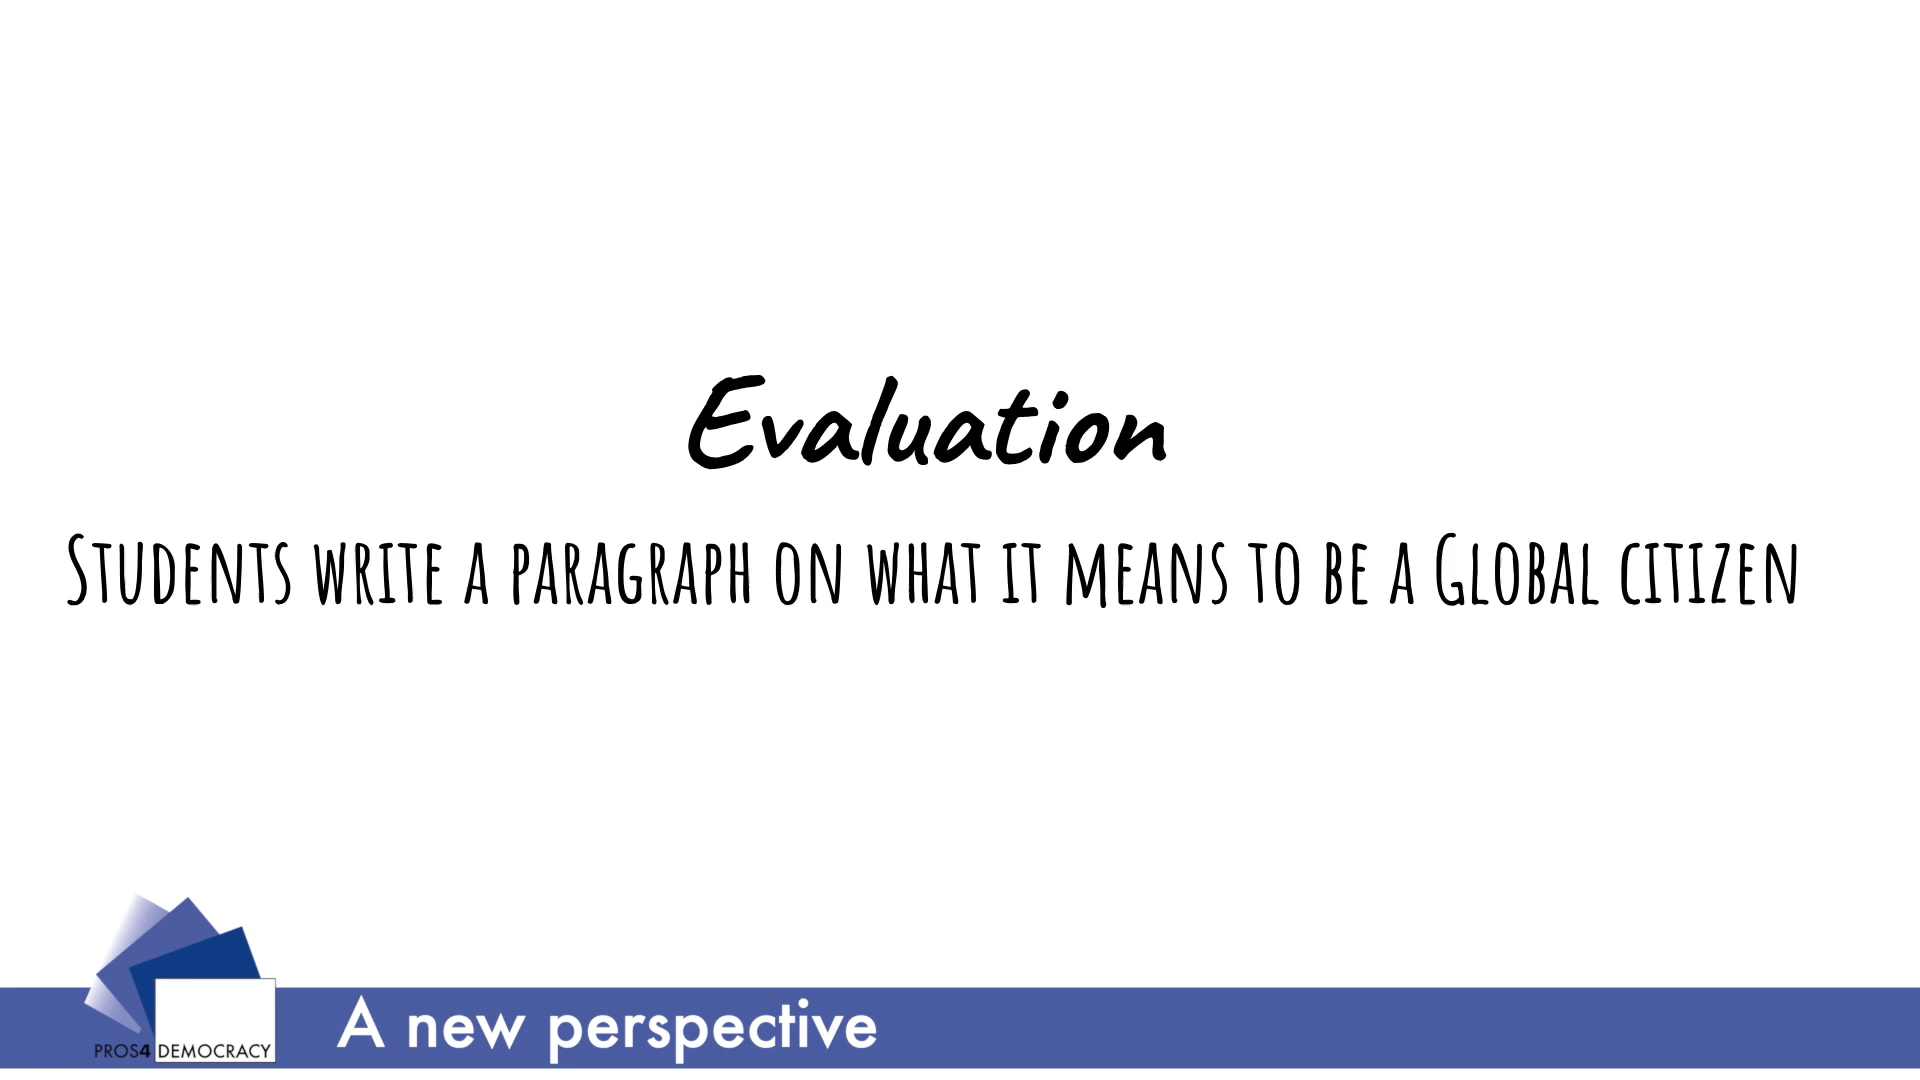 Evaluation
Students write a paragraph on what it means to be a Global citizen
A new perspective
PROS4 DEMOCRACY